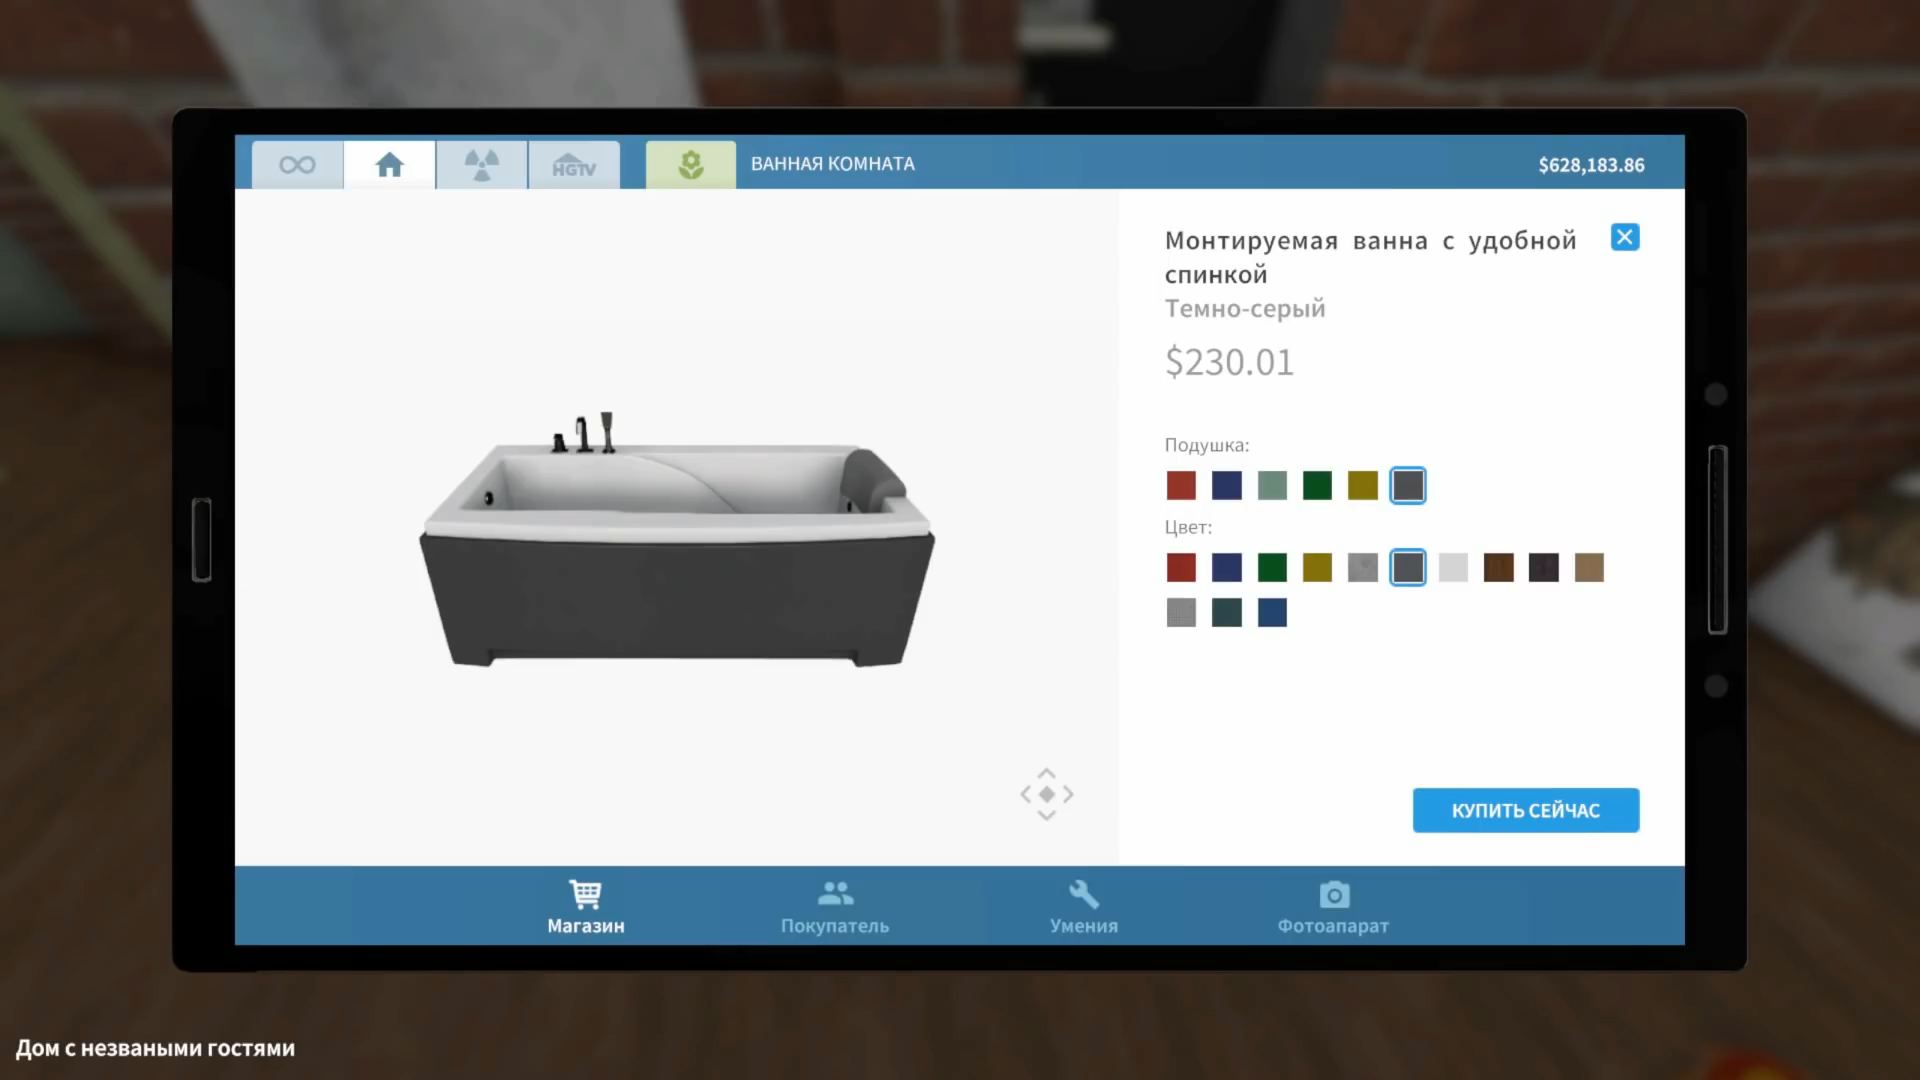 HGTV
ВАННАЯ КОМНАТА
$628,183.86
Монтируемая ванна с удобной
спинкой
Темно-серый
$230.01
Подушка:
Цвет:
КУПИТЬ СЕЙЧАС
Магазин
Покупатель
Умения
Фотоапарат
Дом с незваными гостями